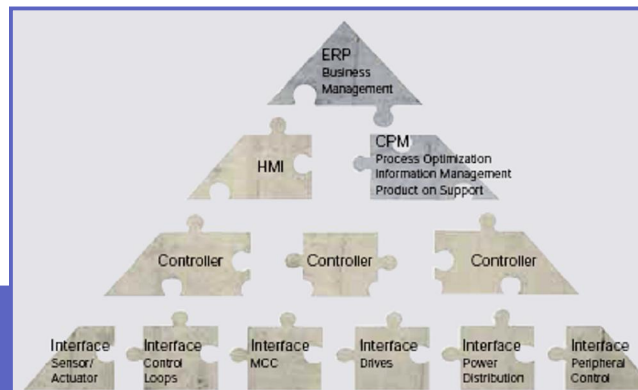 ERP
Business
Management
HMI
CPM
Process Optimization
Information Management
Product on Support
Controller
Controller
Controller
Interface
Sensor/
Actuator
Interface
Control
Loops
Interface
MCC
Interface
Drives
Interface
Power
Distribution
Interface
Peripheral
Control